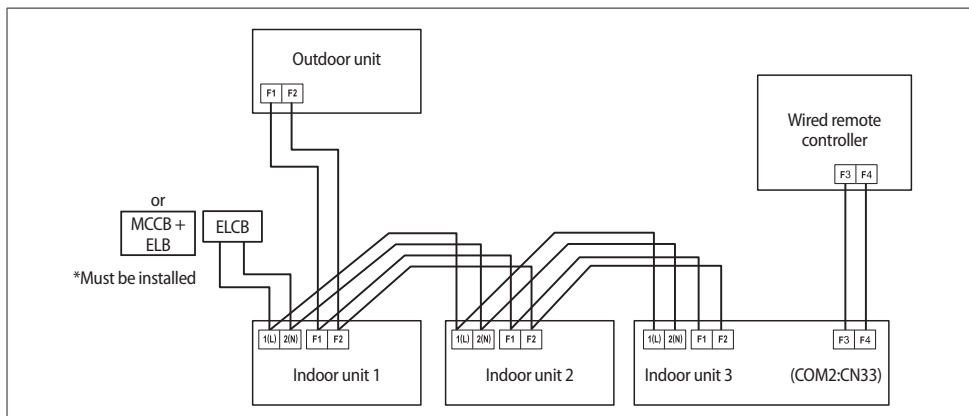 Outdoor unit
F1 F2
Wired remote
controller
F3 F4
or
MCCB +
ELB
ELCB
*Must be installed
1(L) 2(N) F1 F2
Indoor unit 1
1(L) 2(N) F1 F2
Indoor unit 2
1(L) 2(N) F1 F2
Indoor unit 3
F3 F4
(COM2:CN33)